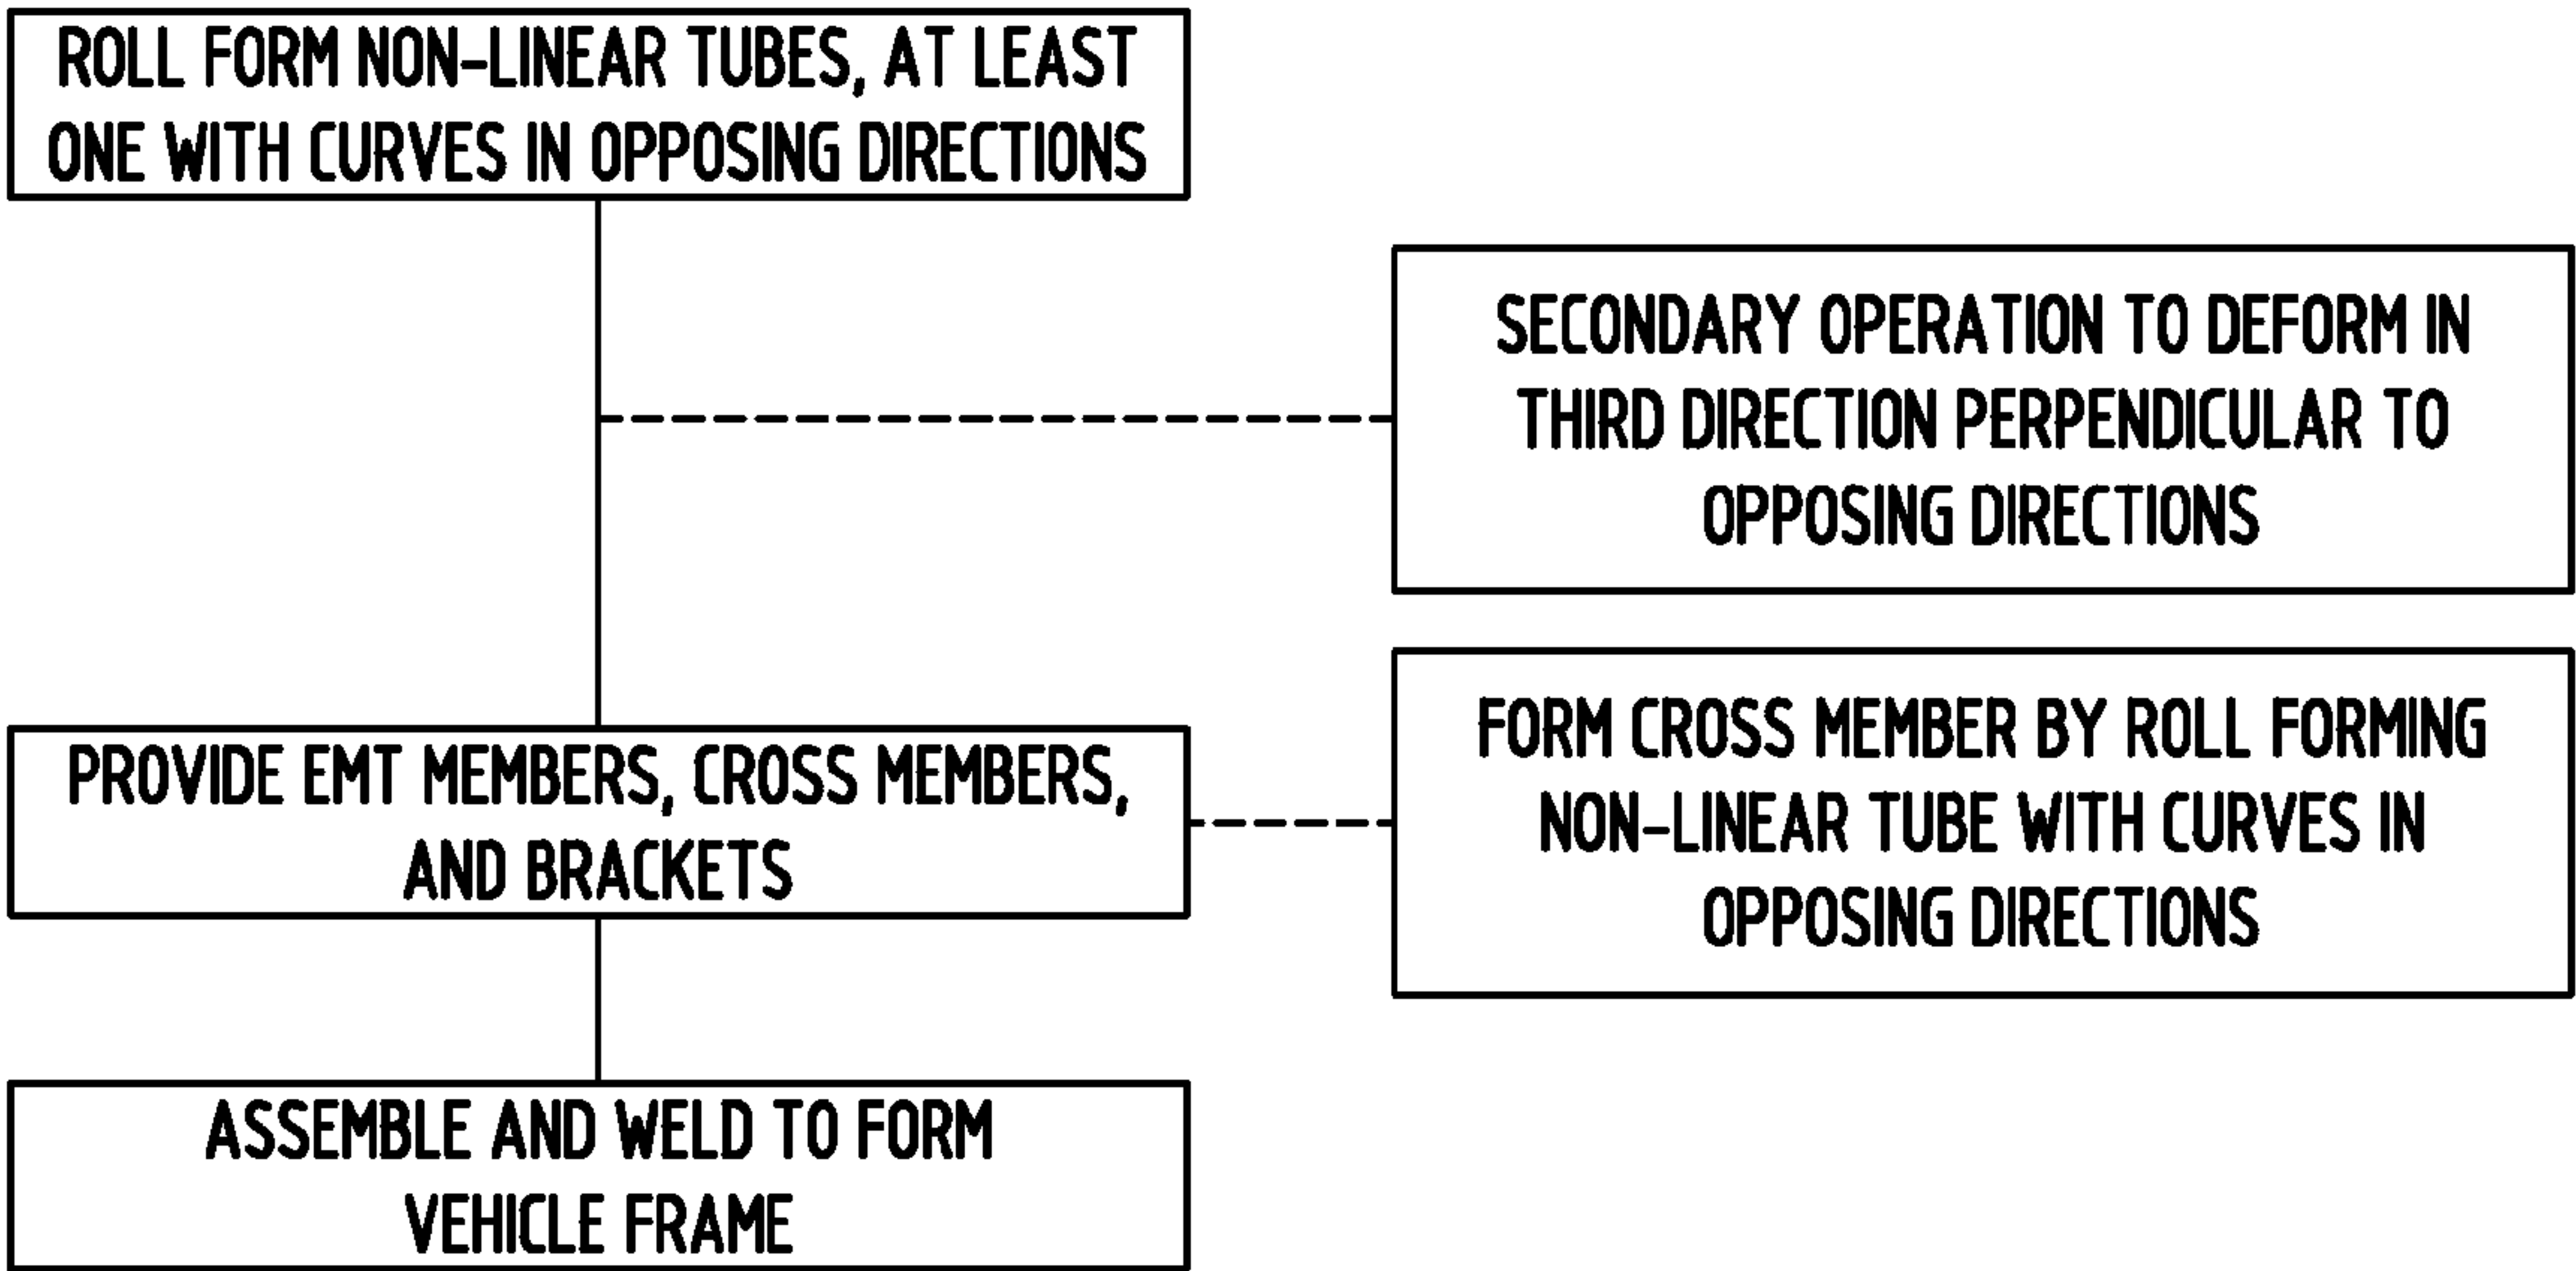 ROLL FORM NON-LINEAR TUBES, AT LEAST
ONE WITH CURVES IN OPPOSING DIRECTIONS
SECONDARY OPERATION TO DEFORM IN
THIRD DIRECTION PERPENDICULAR TO
OPPOSING DIRECTIONS
PROVIDE EMT MEMBERS, CROSS MEMBERS,
AND BRACKETS
FORM CROSS MEMBER BY ROLL FORMING
NON-LINEAR TUBE WITH CURVES IN
OPPOSING DIRECTIONS
ASSEMBLE AND WELD TO FORM
VEHICLE FRAME